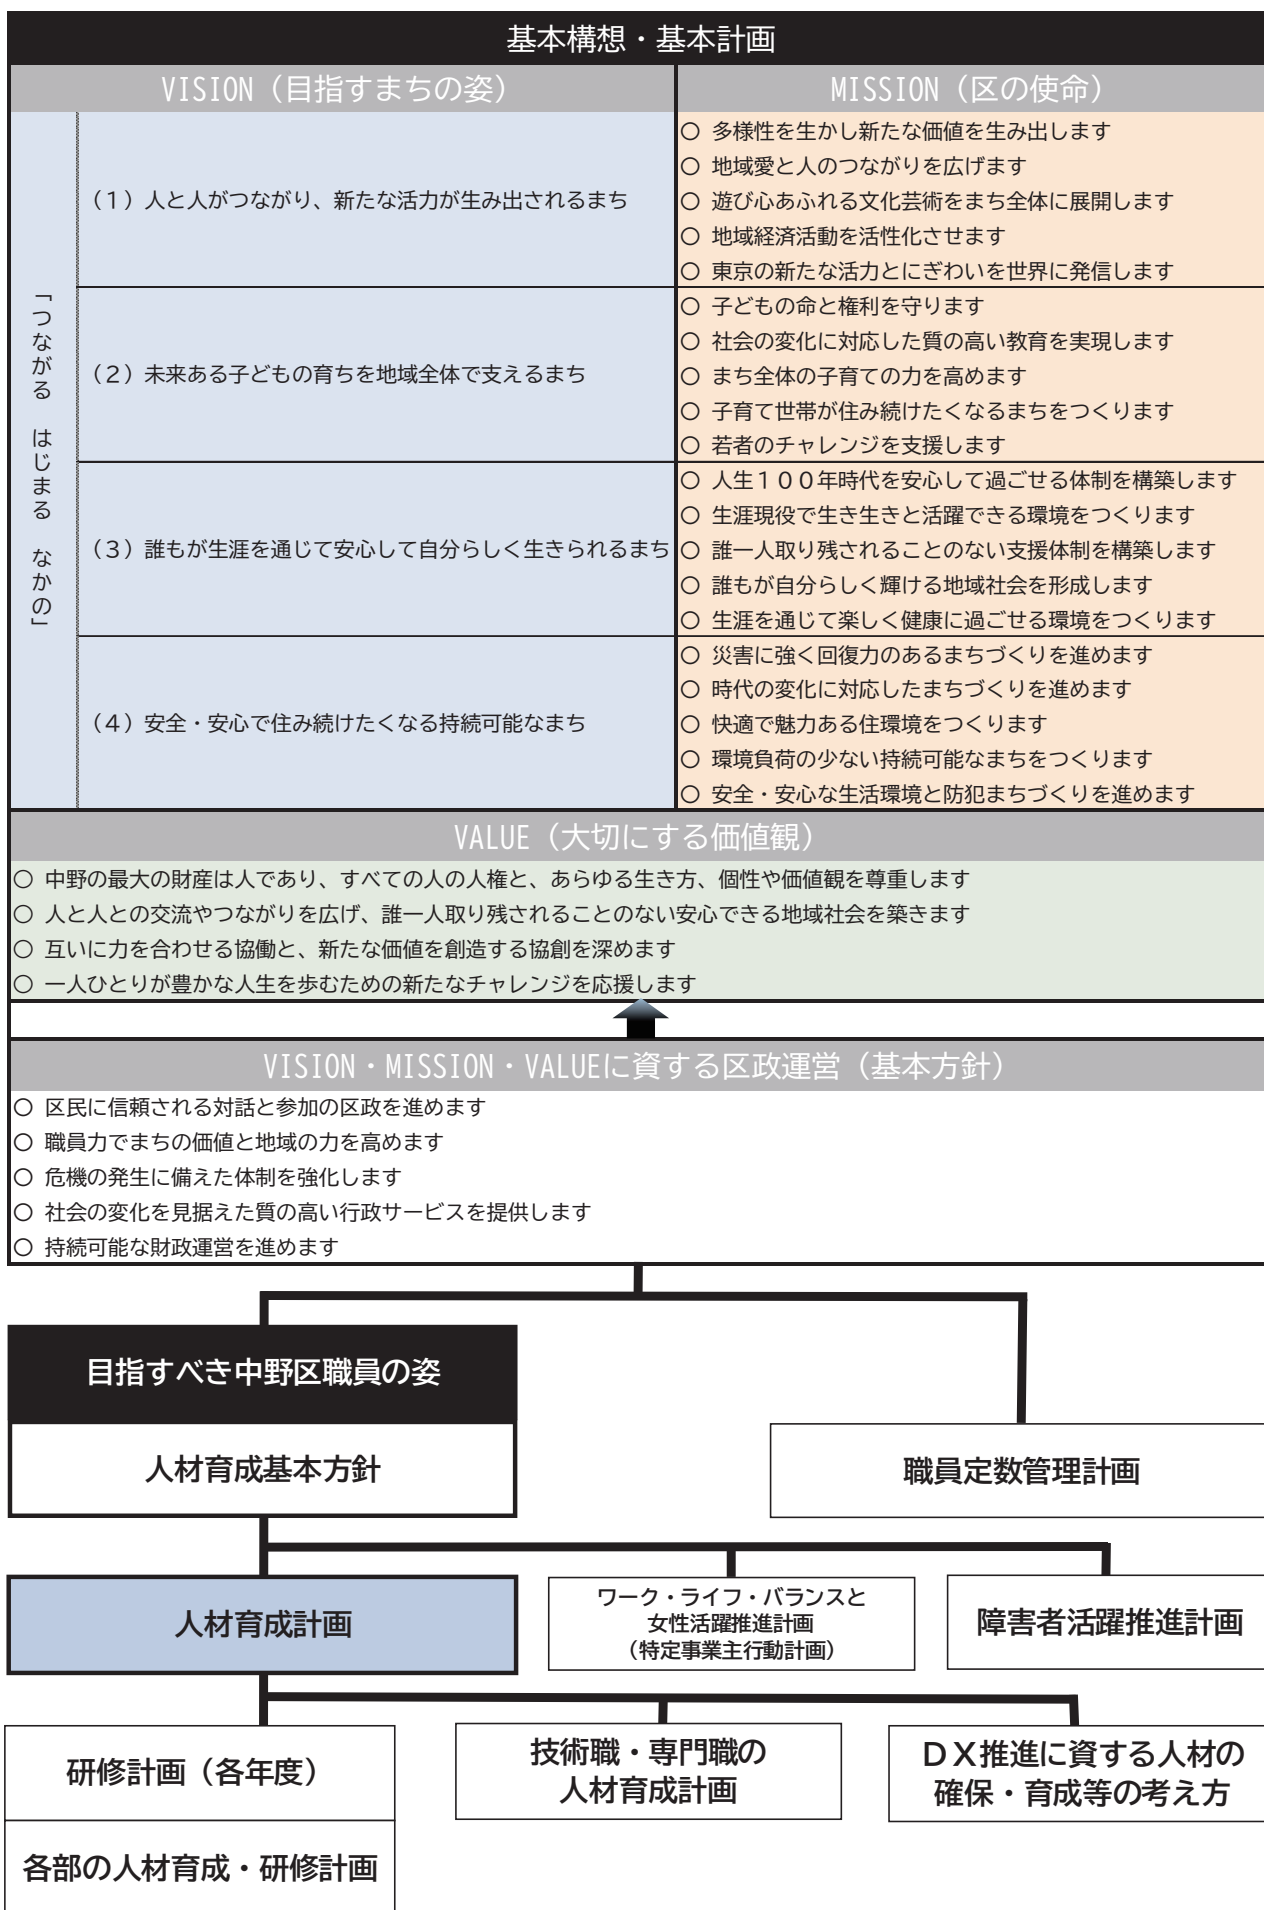 基本構想・基本計画
VISION（目指すまちの姿）
MISSION（区の使命）
「つながる はじまる なかの」
（１）人と人がつながり、新たな活力が生み出されるまち
〇 多様性を生かし新たな価値を生み出します
〇 地域愛と人のつながりを広げます
〇 遊び心あふれる文化芸術をまち全体に展開します
〇 地域経済活動を活性化させます
〇 東京の新たな活力とにぎわいを世界に発信します
（２）未来ある子どもの育ちを地域全体で支えるまち
〇 子どもの命と権利を守ります
〇 社会の変化に対応した質の高い教育を実現します
〇 まち全体の子育ての力を高めます
〇 子育て世帯が住み続けたくなるまちをつくります
〇 若者のチャレンジを支援します
（３）誰もが生涯を通じて安心して自分らしく生きられるまち
〇 人生１００年時代を安心して過ごせる体制を構築します
〇 生涯現役で生き生きと活躍できる環境をつくります
〇 誰一人取り残されることのない支援体制を構築します
〇 誰もが自分らしく輝ける地域社会を形成します
〇 生涯を通じて楽しく健康に過ごせる環境をつくります
（４）安全・安心で住み続けたくなる持続可能なまち
〇 災害に強く回復力のあるまちづくりを進めます
〇 時代の変化に対応したまちづくりを進めます
〇 快適で魅力ある住環境をつくります
〇 環境負荷の少ない持続可能なまちをつくります
〇 安全・安心な生活環境と防犯まちづくりを進めます
VALUE（大切にする価値観）
〇 中野の最大の財産は人であり、すべての人の人権と、あらゆる生き方、個性や価値観を尊重します
〇 人と人との交流やつながりを広げ、誰一人取り残されることのない安心できる地域社会を築きます
〇 互いに力を合わせる協働と、新たな価値を創造する協創を深めます
〇 一人ひとりが豊かな人生を歩むための新たなチャレンジを応援します
VISION・MISSION・VALUEに資する区政運営（基本方針）
〇 区民に信頼される対話と参加の区政を進めます
〇 職員力でまちの価値と地域の力を高めます
〇 危機の発生に備えた体制を強化します
〇 社会の変化を見据えた質の高い行政サービスを提供します
〇 持続可能な財政運営を進めます
目指すべき中野区職員の姿
人材育成基本方針
職員定数管理計画
人材育成計画
ワーク・ライフ・バランスと
女性活躍推進計画
（特定事業主行動計画）
障害者活躍推進計画
研修計画（各年度）
技術職・専門職の
人材育成計画
ＤＸ推進に資する人材の
確保・育成等の考え方
各部の人材育成・研修計画